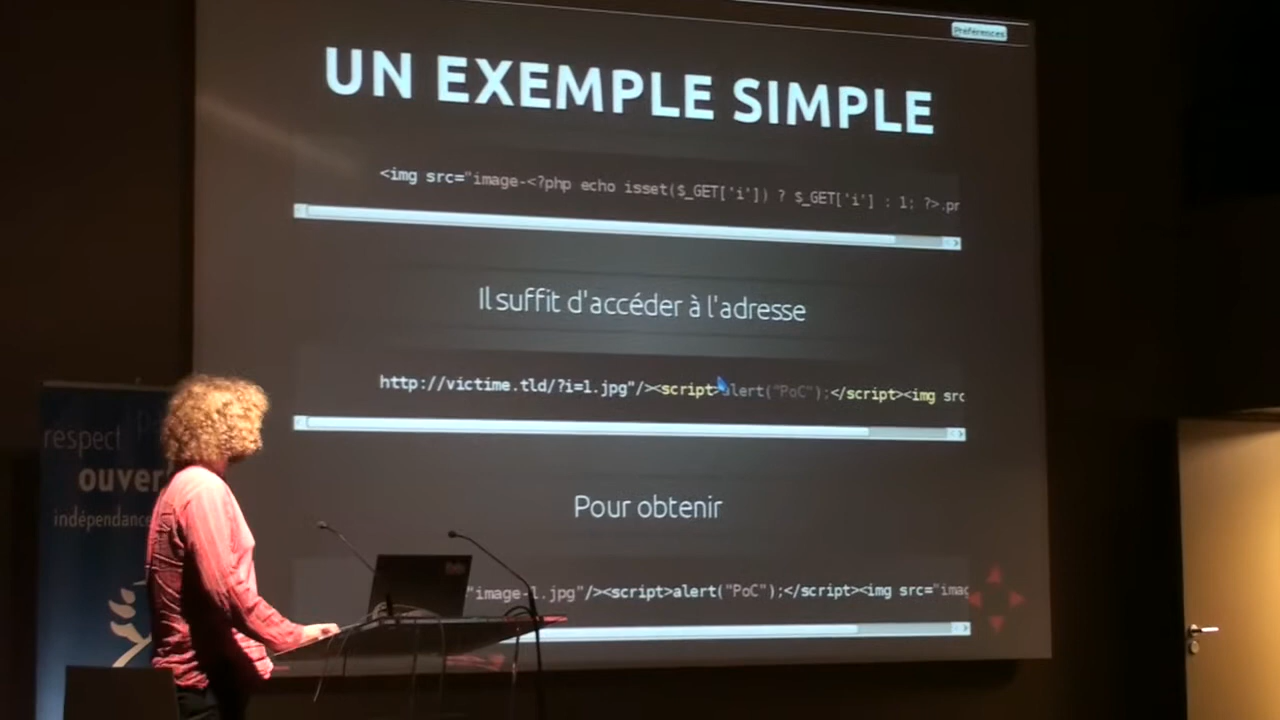 Préférences
UN EXEMPLE SIMPLE
<img src="image-<?php echo isset($_GET['i']) ? $_GET['i'] : 1; ?>.pr
Il suffit d'accéder à l'adresse
http://victime.tld/?i=1.jpg"/><script>alert("PoC");</script><img src
Pour obtenir
"image-1.jpg"/><script>alert("PoC");</script><img src="imag
respect
ouver
indépendance